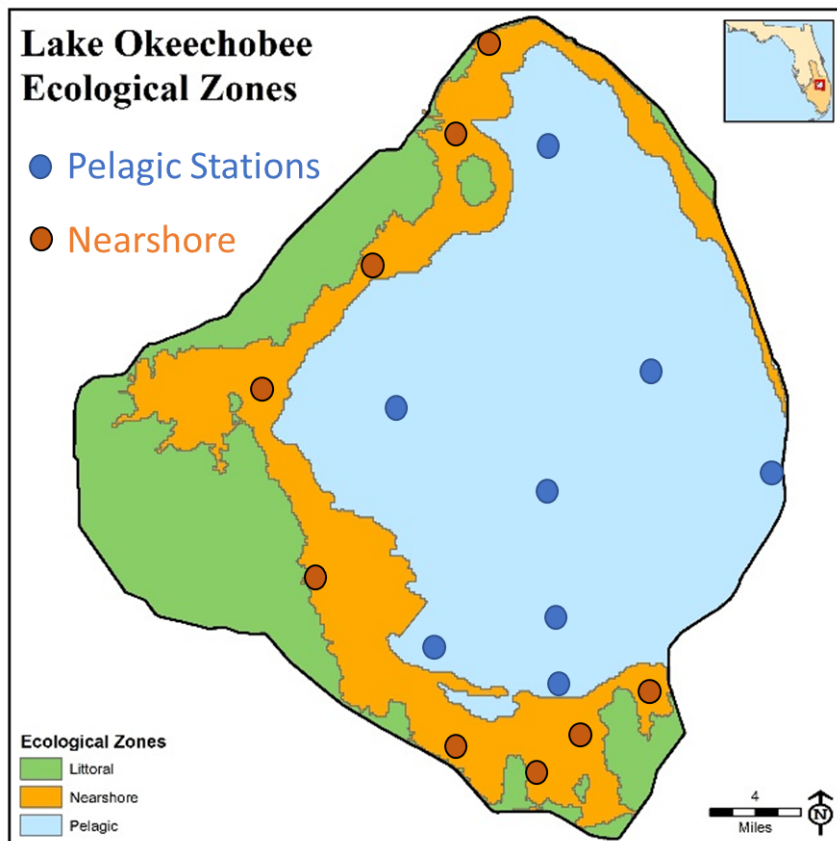 Lake Okeechobee
Ecological Zones
Pelagic Stations
Nearshore
Ecological Zones
Littoral
Nearshore
Pelagic
4
Miles
N